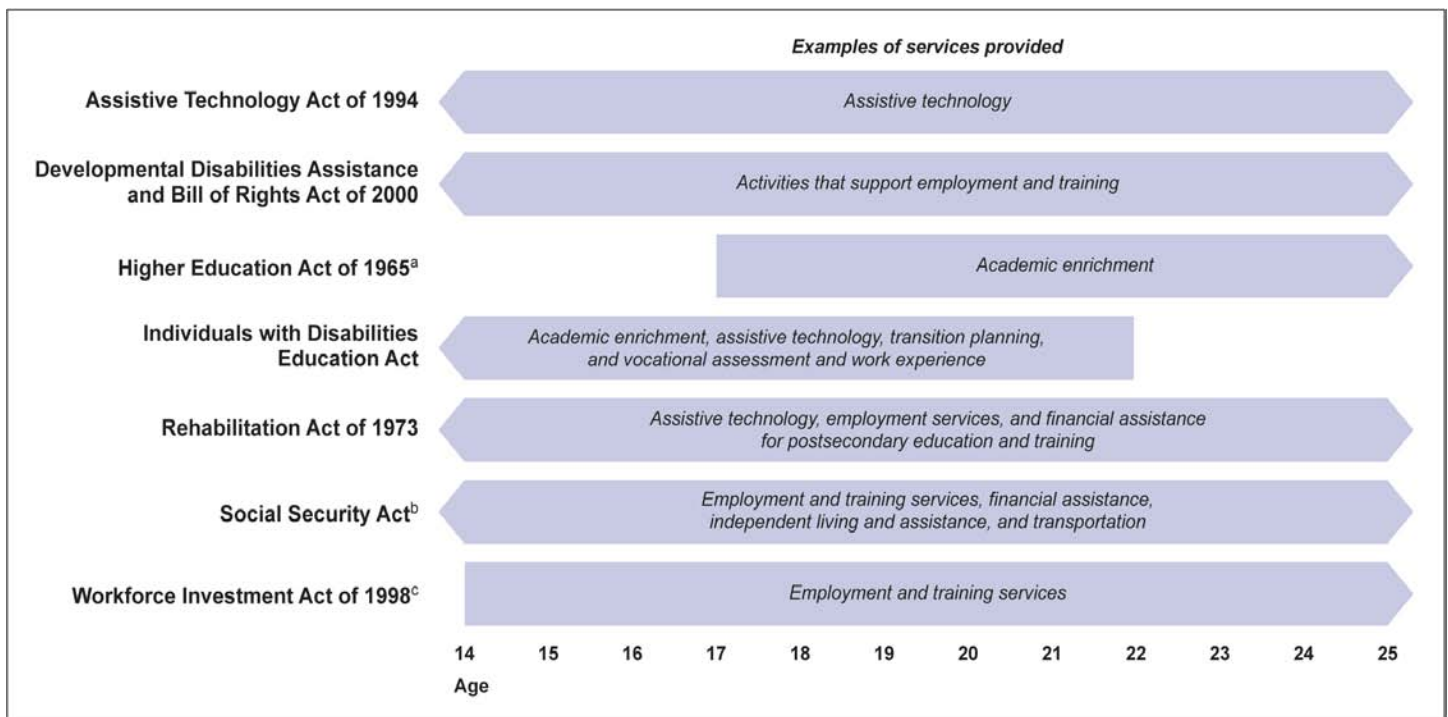 Examples of services provided
Assistive Technology Act of 1994
Assistive technology
Developmental Disabilities Assistance
and Bill of Rights Act of 2000
Activities that support employment and training
Higher Education Act of 1965a
Academic enrichment
Individuals with Disabilities
Education Act
Academic enrichment, assistive technology, transition planning,
and vocational assessment and work experience
Rehabilitation Act of 1973
Assistive technology, employment services, and financial assistance
for postsecondary education and training
Social Security Actb
Employment and training services, financial assistance,
independent living and assistance, and transportation
Workforce Investment Act of 1998c
Employment and training services
14 15 16 17 18 19 20 21 22 23 24 25
Age